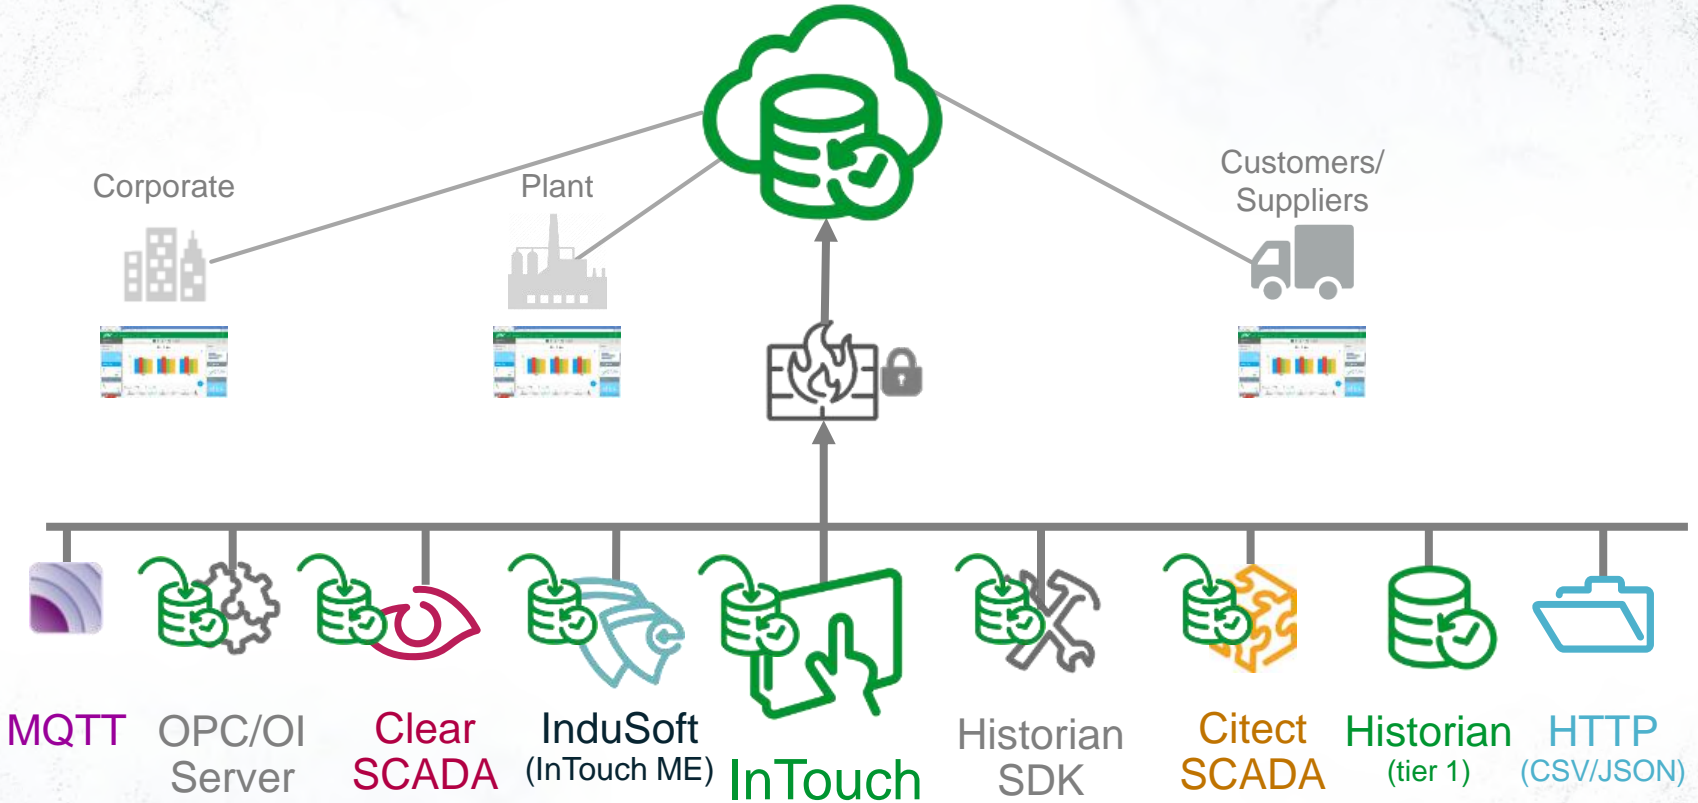 Corporate
Plant
Customers/
Suppliers
MQTT
OPC/OI
Server
Clear
SCADA
InduSoft
(InTouch ME)
InTouch
Historian
SDK
Citect
SCADA
Historian
(tier 1)
HTTP
(CSV/JSON)